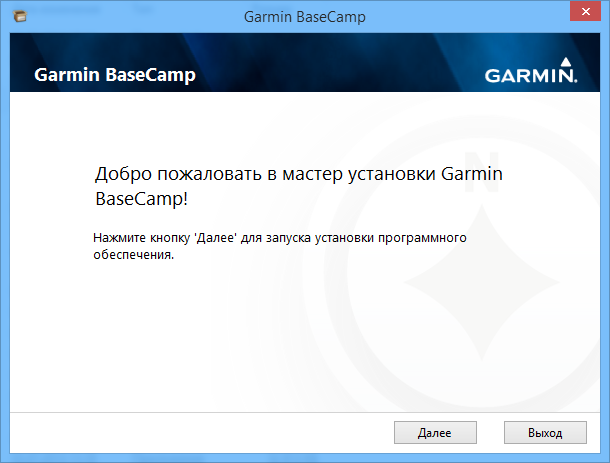 Garmin BaseCamp
Garmin BaseCamp
GARMIN.
N
Добро пожаловать в мастер установки Garmin
BaseCamp!
Нажмите кнопку 'Далее' для запуска установки программного
обеспечения.
Далее
Выход